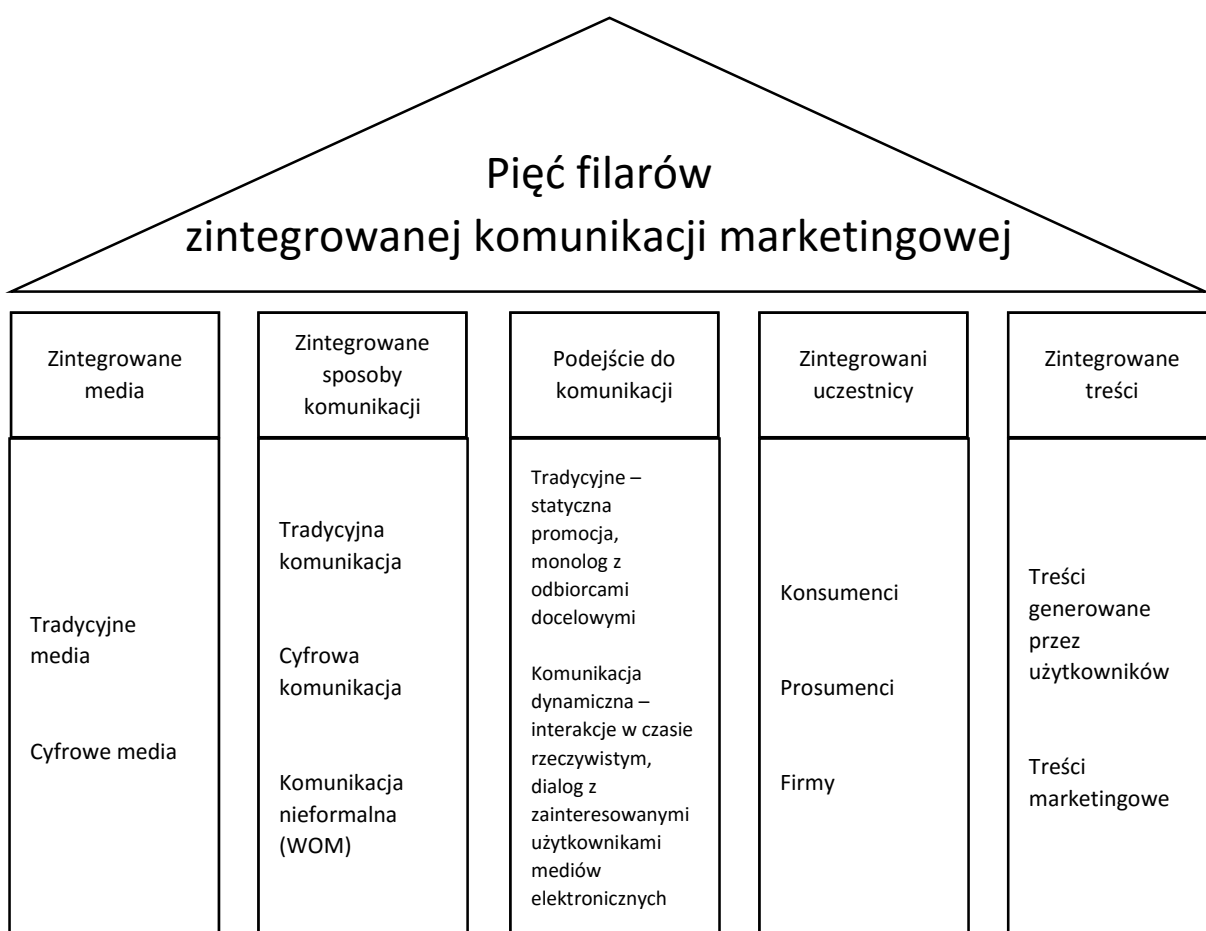 Pięć filarów
zintegrowanej komunikacji marketingowej
Zintegrowane
media
Tradycyjne
media
Cyfrowe media
Zintegrowane
sposoby
komunikacji
Tradycyjna
komunikacja
Cyfrowa
komunikacja
Komunikacja
nieformalna
(WOM)
Podejście do
komunikacji
Tradycyjne –
statyczna
promocja,
monolog z
odbiorcami
docelowymi
Komunikacja
dynamiczna –
interakcje w czasie
rzeczywistym,
dialog z
zainteresowanymi
użytkownikami
mediów
elektronicznych
Zintegrowani
uczestnicy
Konsumenci
Prosumenci
Firmy
Zintegrowane
treści
Treści
generowane
przez
użytkowników
Treści
marketingowe